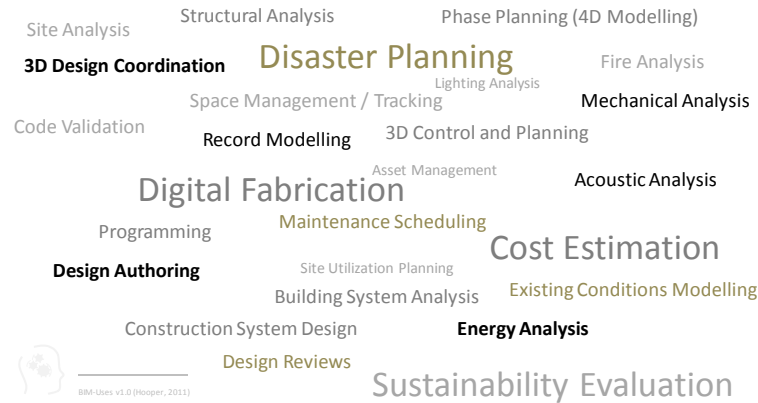 Structural Analysis
Phase Planning (4D Modelling)
Site Analysis
Disaster Planning
3D Design Coordination
Fire Analysis
Lighting Analysis
Space Management / Tracking
Mechanical Analysis
Code Validation
Record Modelling
3D Control and Planning
Asset Management
Digital Fabrication
Acoustic Analysis
Maintenance Scheduling
Programming
Cost Estimation
Design Authoring
Site Utilization Planning
Building System Analysis
Existing Conditions Modelling
Construction System Design
Energy Analysis
Design Reviews
Sustainability Evaluation
BIM-Uses v1.0 (Hooper, 2011)